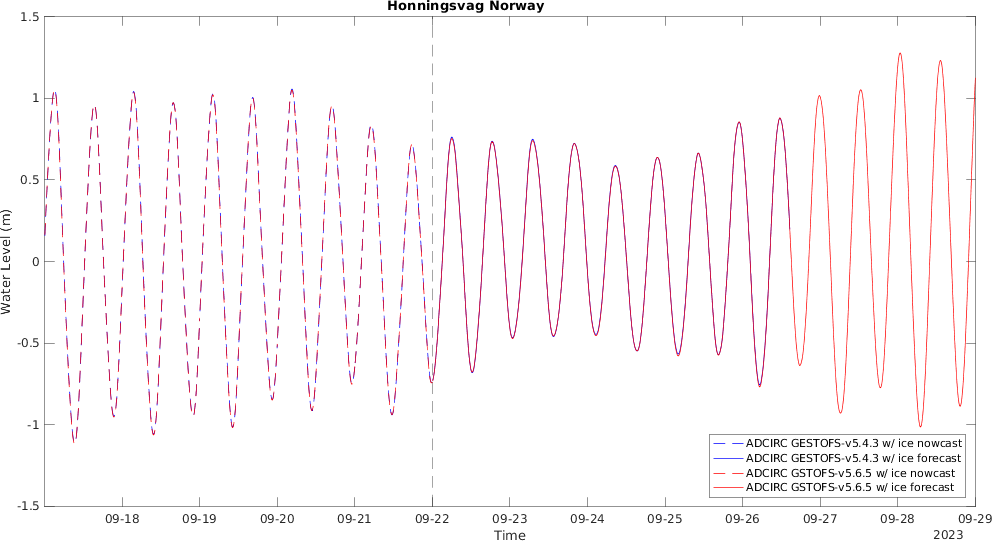 Honningsvag Norway
1.5
1
0.5
0
-0.5
-1
-1.5
Water Level (m)
09-18 09-19 09-20 09-21 09-22 09-23 09-24 09-25 09-26 09-27 09-28 09-29
Time
2023
ADCIRC GESTOFS-v5.4.3 w/ ice nowcast
ADCIRC GESTOFS-v5.4.3 w/ ice forecast
ADCIRC GSTOFS-v5.6.5 w/ ice nowcast
ADCIRC GSTOFS-v5.6.5 w/ ice forecast